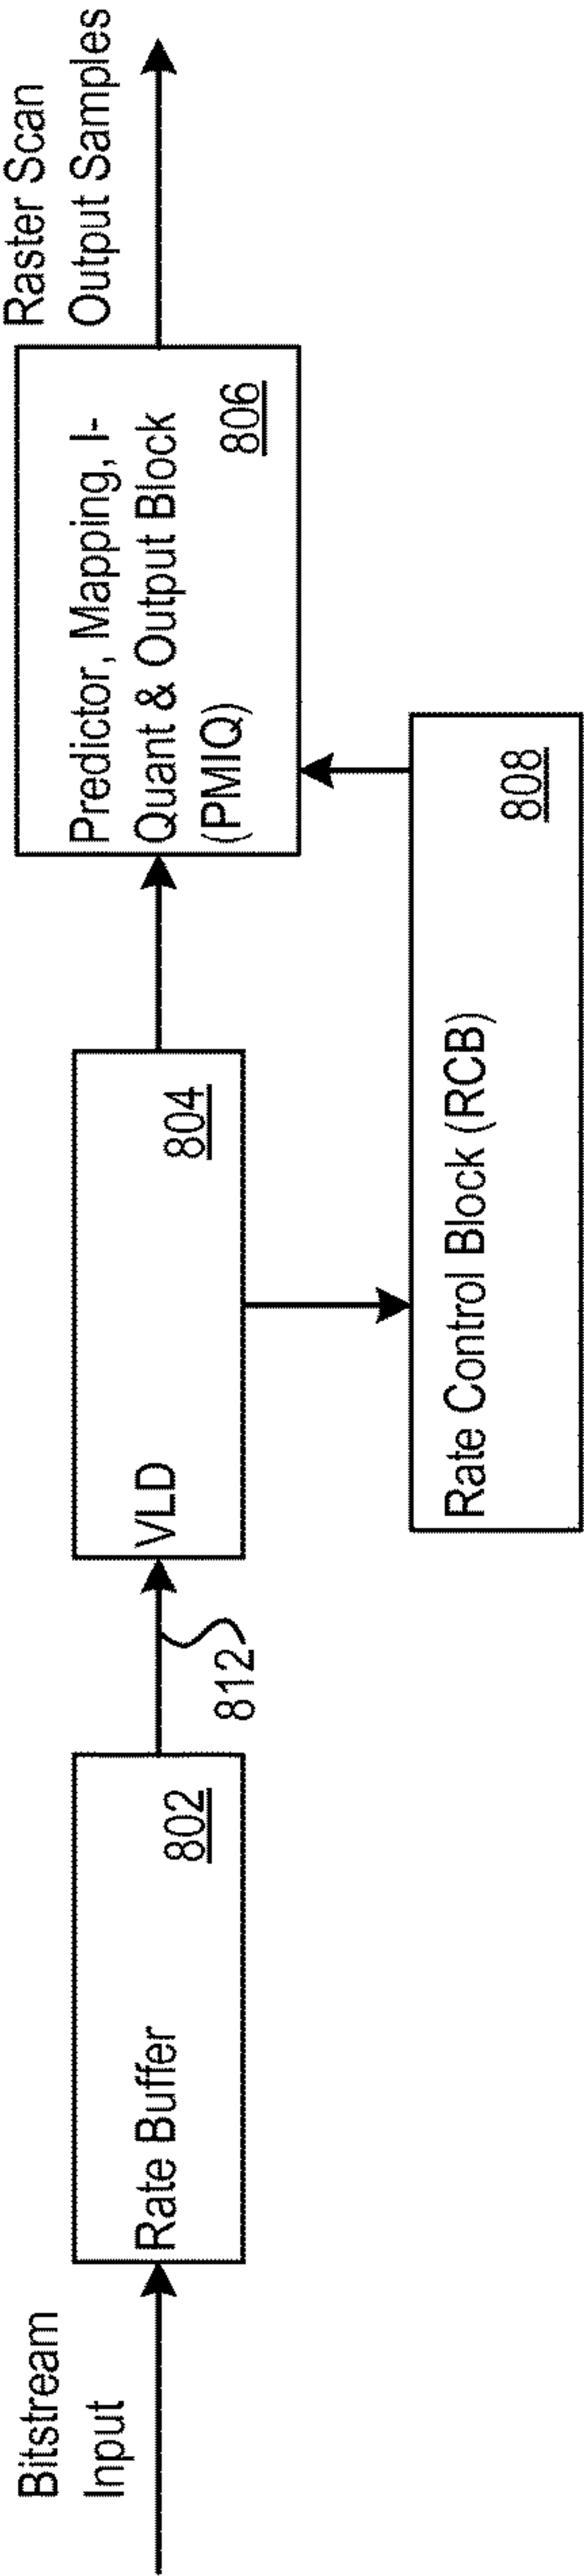 Bitstream
Input
Rate Buffer
802
812
VLD
804
Predictor, Mapping, I-
Quant & Output Block
(PMIQ)
806
Rate Control Block (RCB)
808
Raster Scan
Output Samples